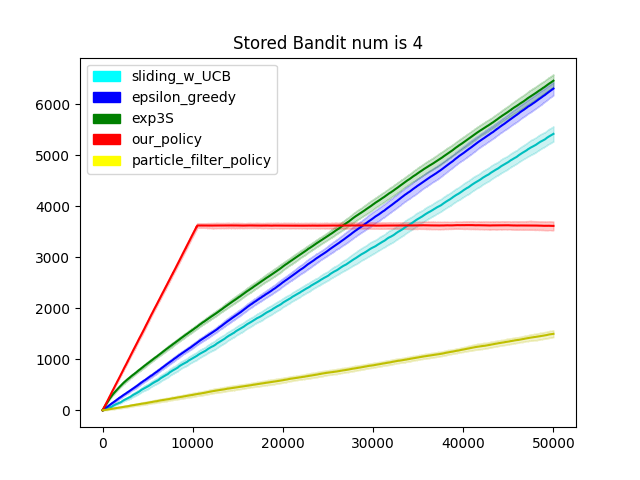 Stored Bandit num is 4
sliding_w_UCB
epsilon_greedy
exp3S
our_policy
particle_filter_policy
6000
5000
4000
3000
2000
1000
0
0 10000 20000 30000 40000 50000